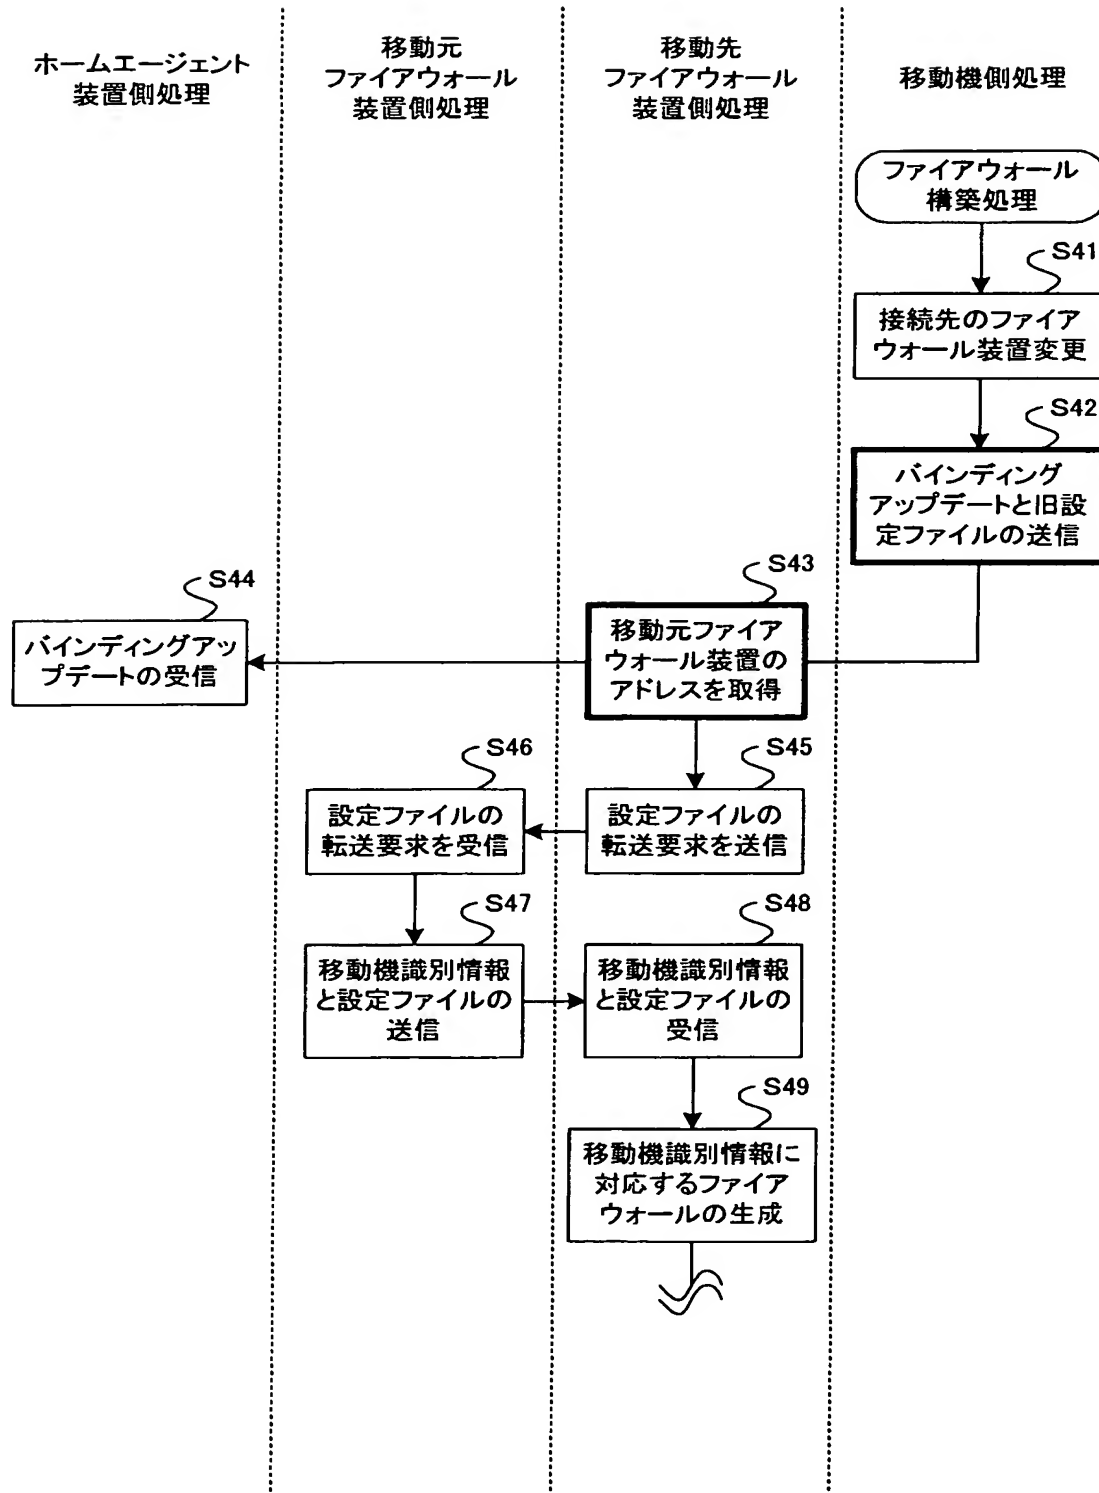 ホームエージェント
装置側処理
移動元
ファイアウォール
装置側処理
移動先
ファイアウォール
装置側処理
移動機側処理
ファイアウォール
構築処理
S41
接続先のファイア
ウォール装置変更
S42
バインディング
アップデートと旧設
定ファイルの送信
S43
移動元ファイア
ウォール装置の
アドレスを取得
S44
バインディングアッ
プデートの受信
S45
設定ファイルの
転送要求を送信
S46
設定ファイルの
転送要求を受信
S47
移動機識別情報
と設定ファイルの
送信
S48
移動機識別情報
と設定ファイルの
受信
S49
移動機識別情報に
対応するファイア
ウォールの生成